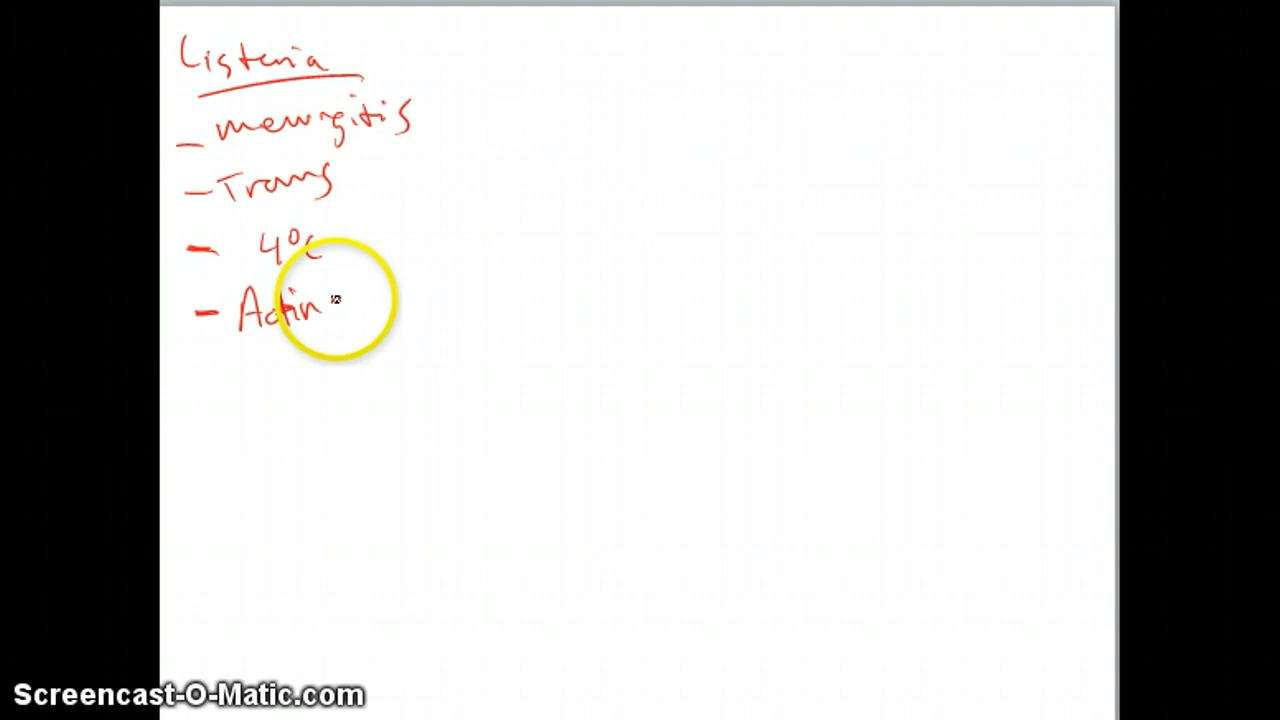 Listeria
- meningitis
- Trans
- 4°C
- Actin
Screencast-O-Matic.com